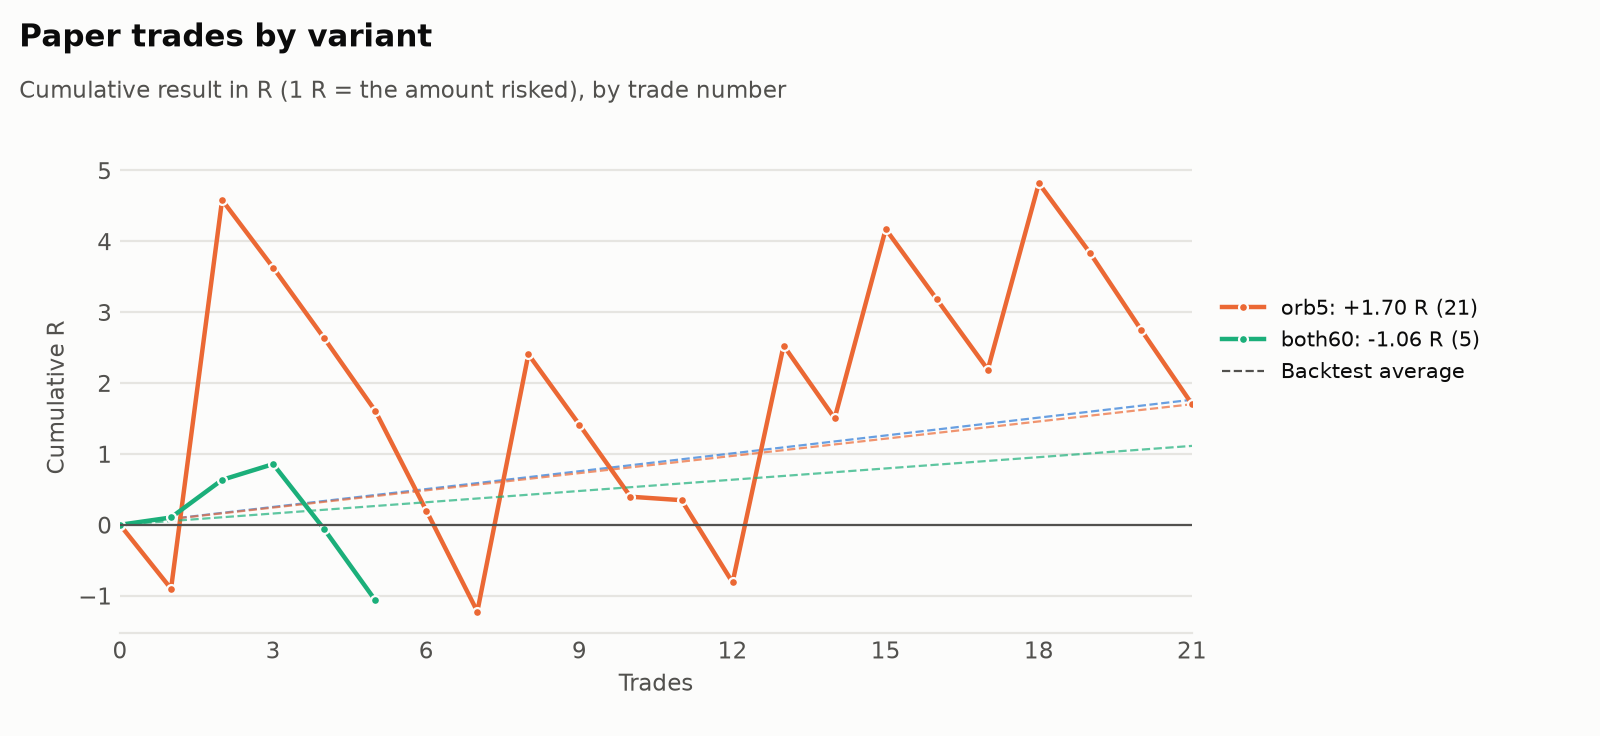 Paper trades by variant
Cumulative result in R (1 R = the amount risked), by trade number
5
4
3
2
1
0
−1
Cumulative R
0 3 6 9 12 15 18 21
Trades
orb5: +1.70 R (21)
both60: -1.06 R (5)
Backtest average